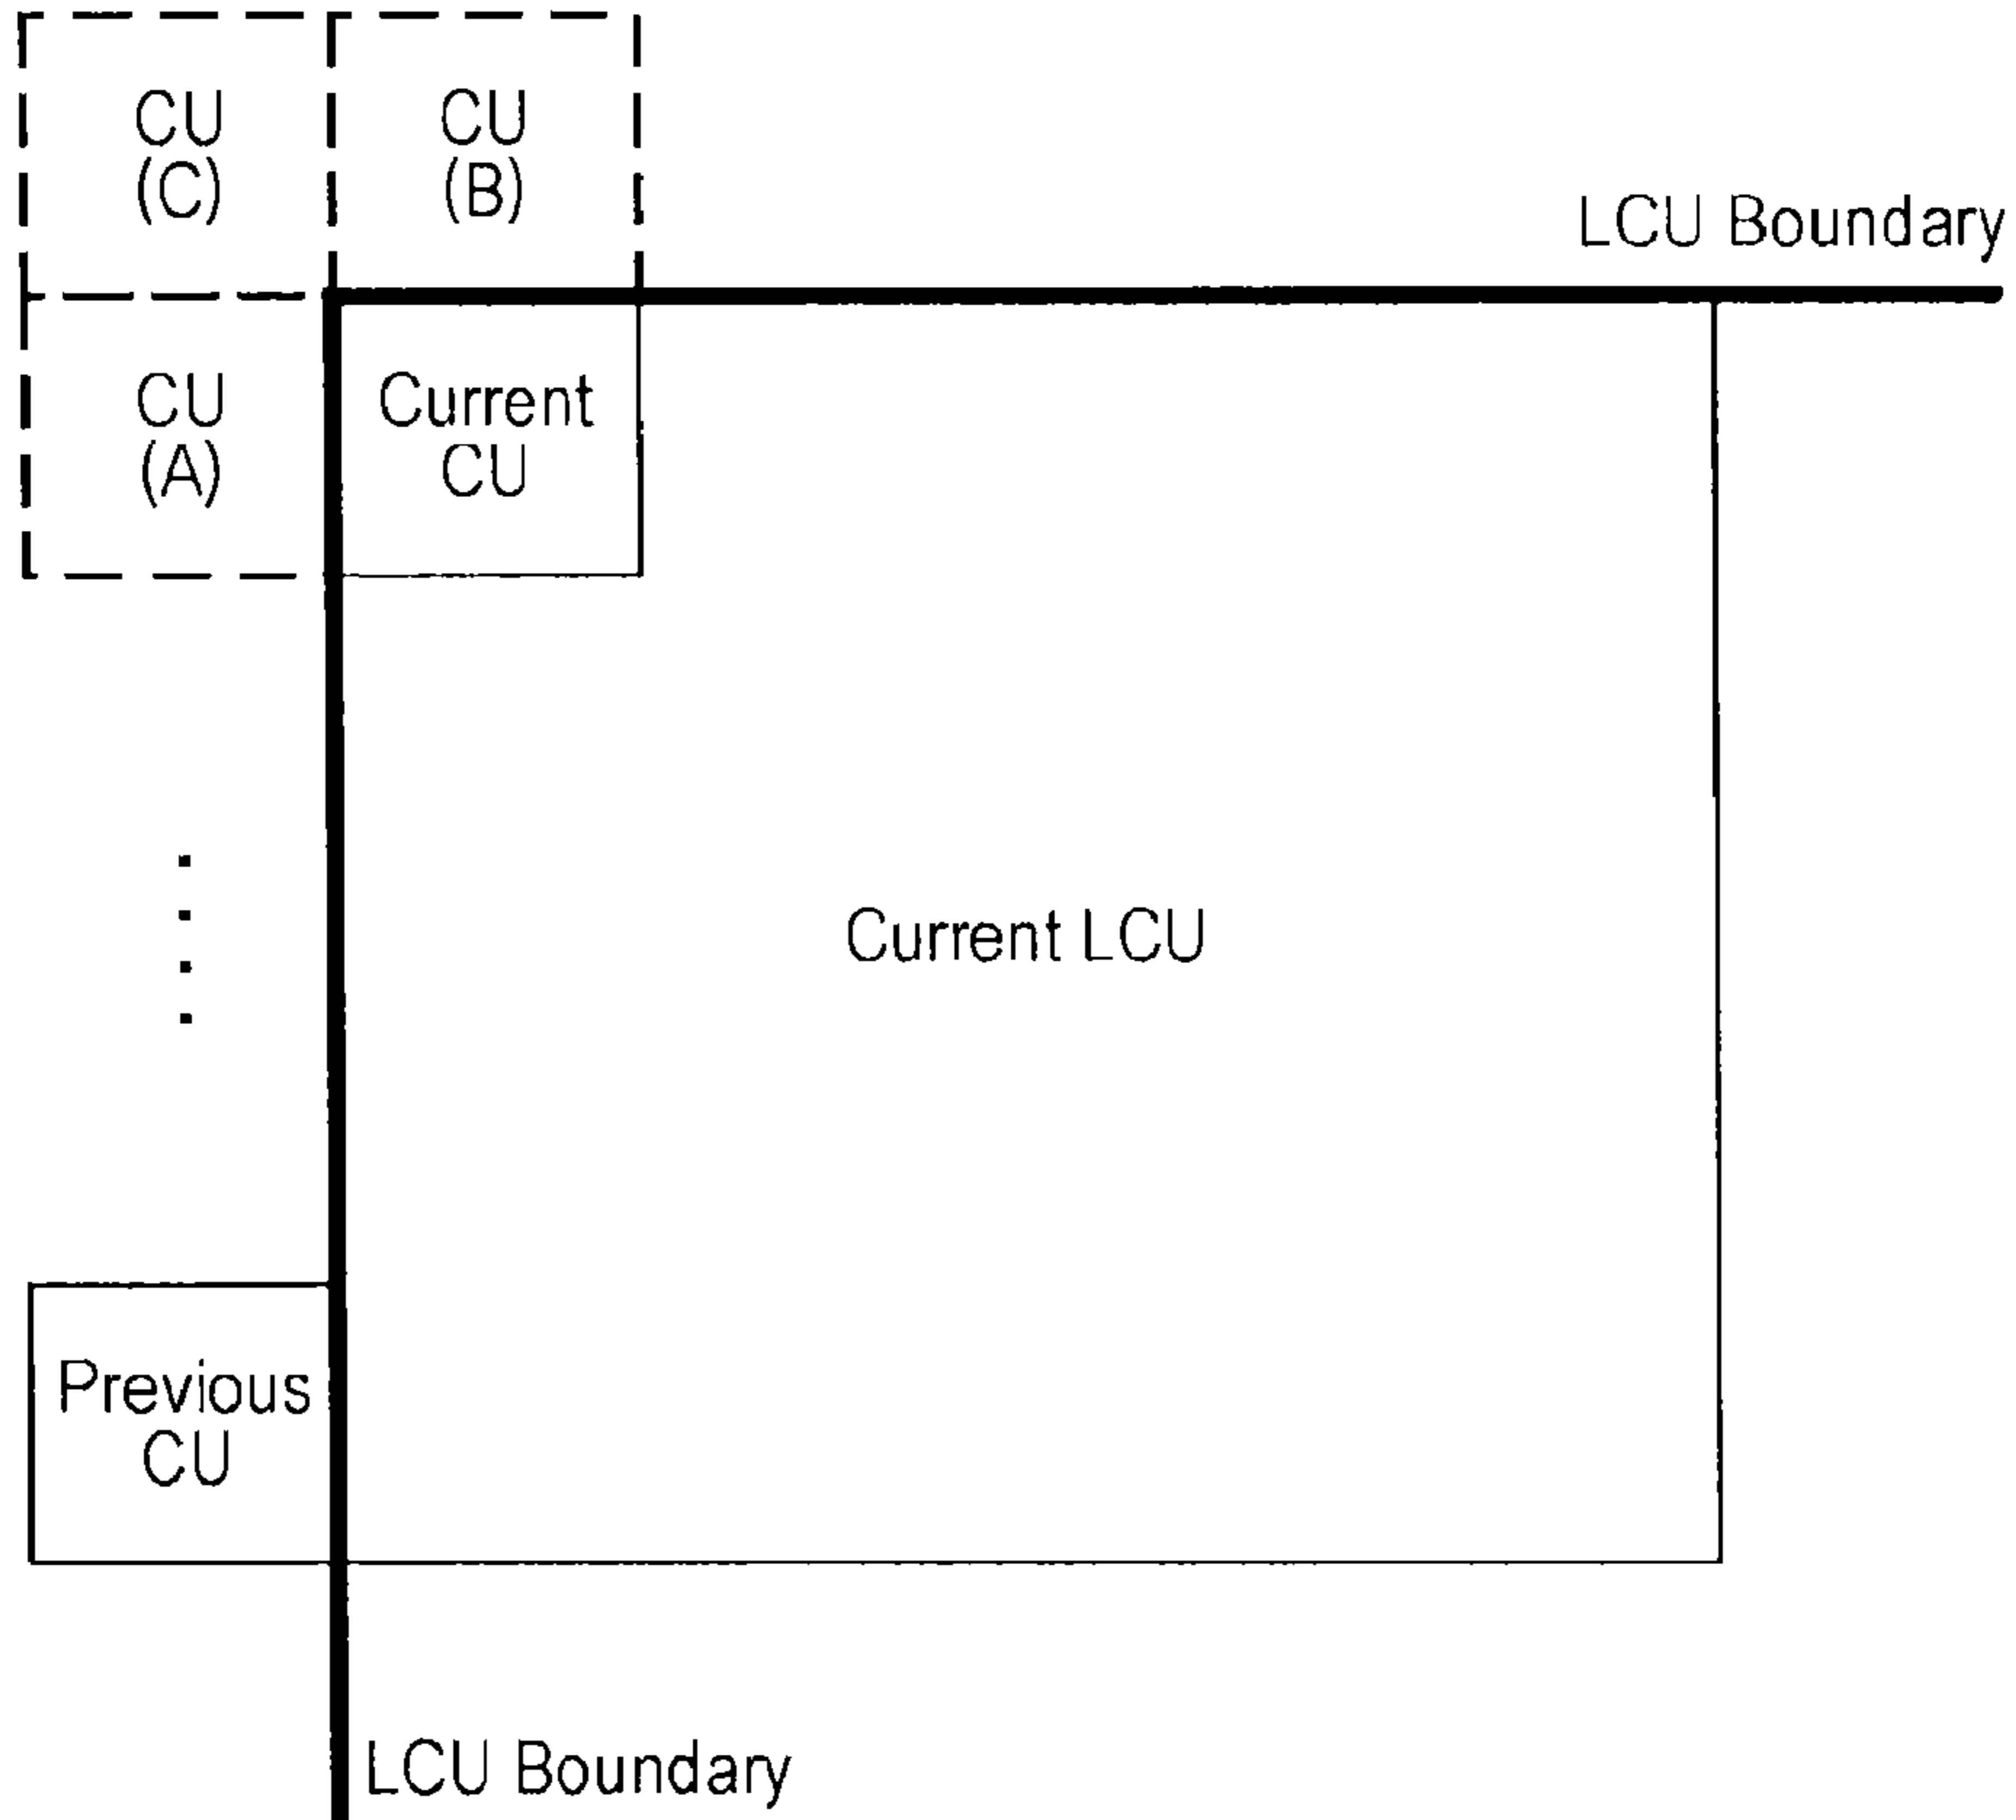 CU
(C)
CU
(B)
LCU Boundary
CU
(A)
Current
CU
Current LCU
Previous
CU
LCU Boundary